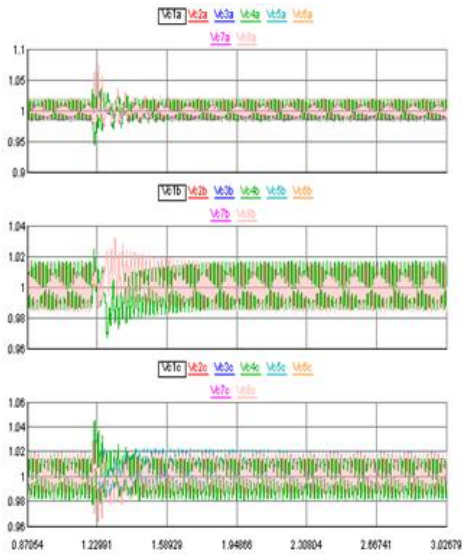 Vc1a Vc2a Vc3a Vc4a Vc5a Vc6a
Vc7a Vc8a
1.1
1.05
1
0.95
0.9
Vc1b Vc2b Vc3b Vc4b Vc5b Vc6b
Vc7b Vc8b
1.04
1.02
1
0.98
0.96
Vc1c Vc2c Vc3c Vc4c Vc5c Vc6c
Vc7c Vc8c
1.06
1.04
1.02
1
0.98
0.96
0.87054 1.22991 1.58929 1.94866 2.30804 2.66741 3.02679